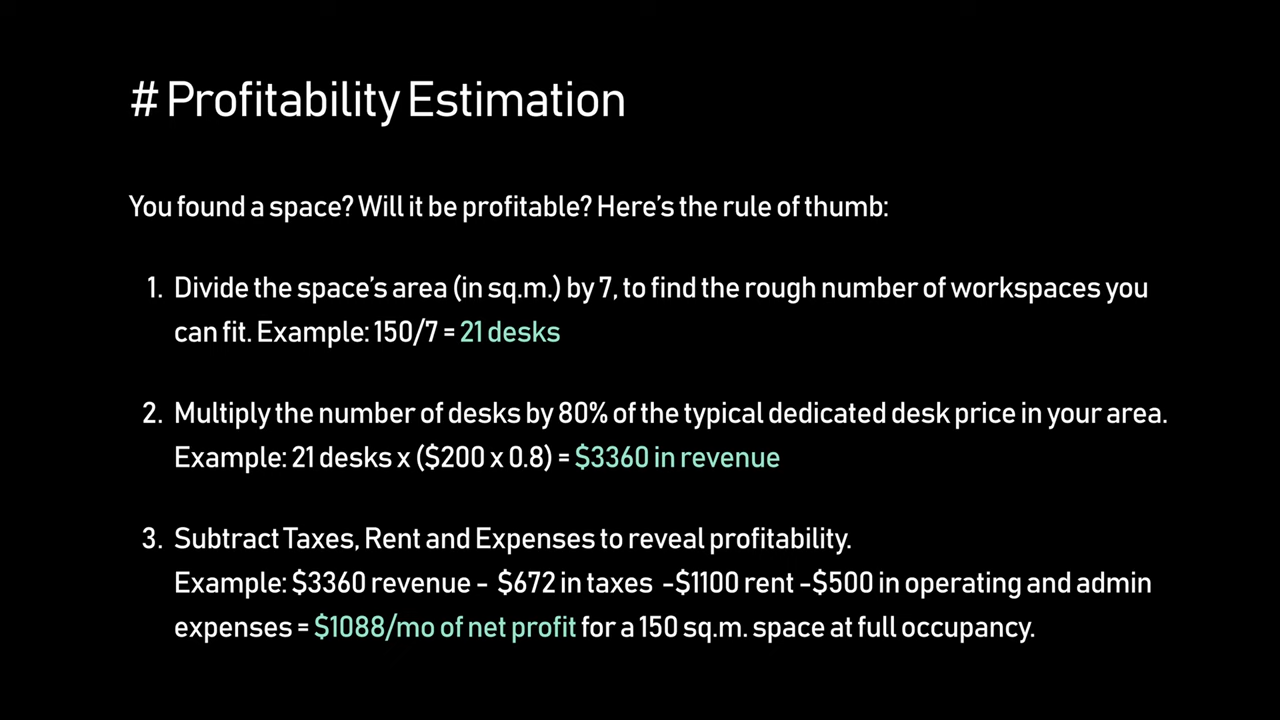 # Profitability Estimation
You found a space? Will it be profitable? Here's the rule of thumb:
1. Divide the space's area (in sq.m.) by 7, to find the rough number of workspaces you
can fit. Example: 150/7 = 21 desks
2. Multiply the number of desks by 80% of the typical dedicated desk price in your area.
Example: 21 desks x ($200 x 0.8) = $3360 in revenue
3. Subtract Taxes, Rent and Expenses to reveal profitability.
Example: $3360 revenue - $672 in taxes -$1100 rent -$500 in operating and admin
expenses = $1088/mo of net profit for a 150 sq.m. space at full occupancy.